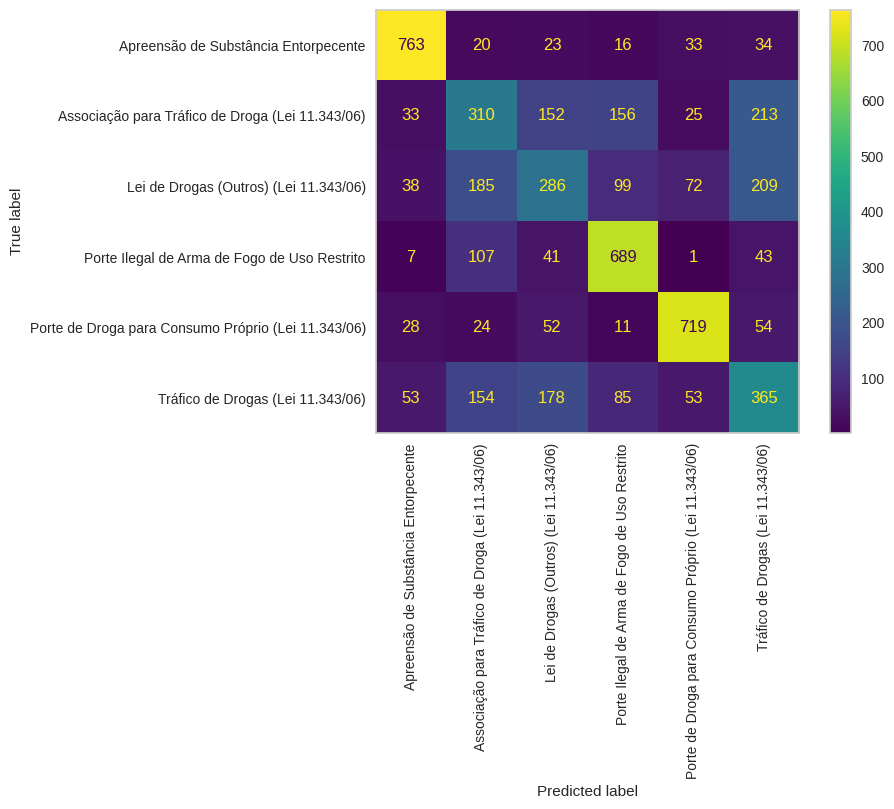 Apreensão de Substância Entorpecente 763 20 23 16 33 34
Associação para Tráfico de Droga (Lei 11.343/06) 33 310 152 156 25 213
Lei de Drogas (Outros) (Lei 11.343/06) 38 185 286 99 72 209
Porte Ilegal de Arma de Fogo de Uso Restrito 7 107 41 689 1 43
Porte de Droga para Consumo Próprio (Lei 11.343/06) 28 24 52 11 719 54
Tráfico de Drogas (Lei 11.343/06) 53 154 178 85 53 365
True label
Apreensão de Substância Entorpecente
Associação para Tráfico de Droga (Lei 11.343/06)
Lei de Drogas (Outros) (Lei 11.343/06)
Porte Ilegal de Arma de Fogo de Uso Restrito
Porte de Droga para Consumo Próprio (Lei 11.343/06)
Tráfico de Drogas (Lei 11.343/06)
Predicted label
700
600
500
400
300
200
100